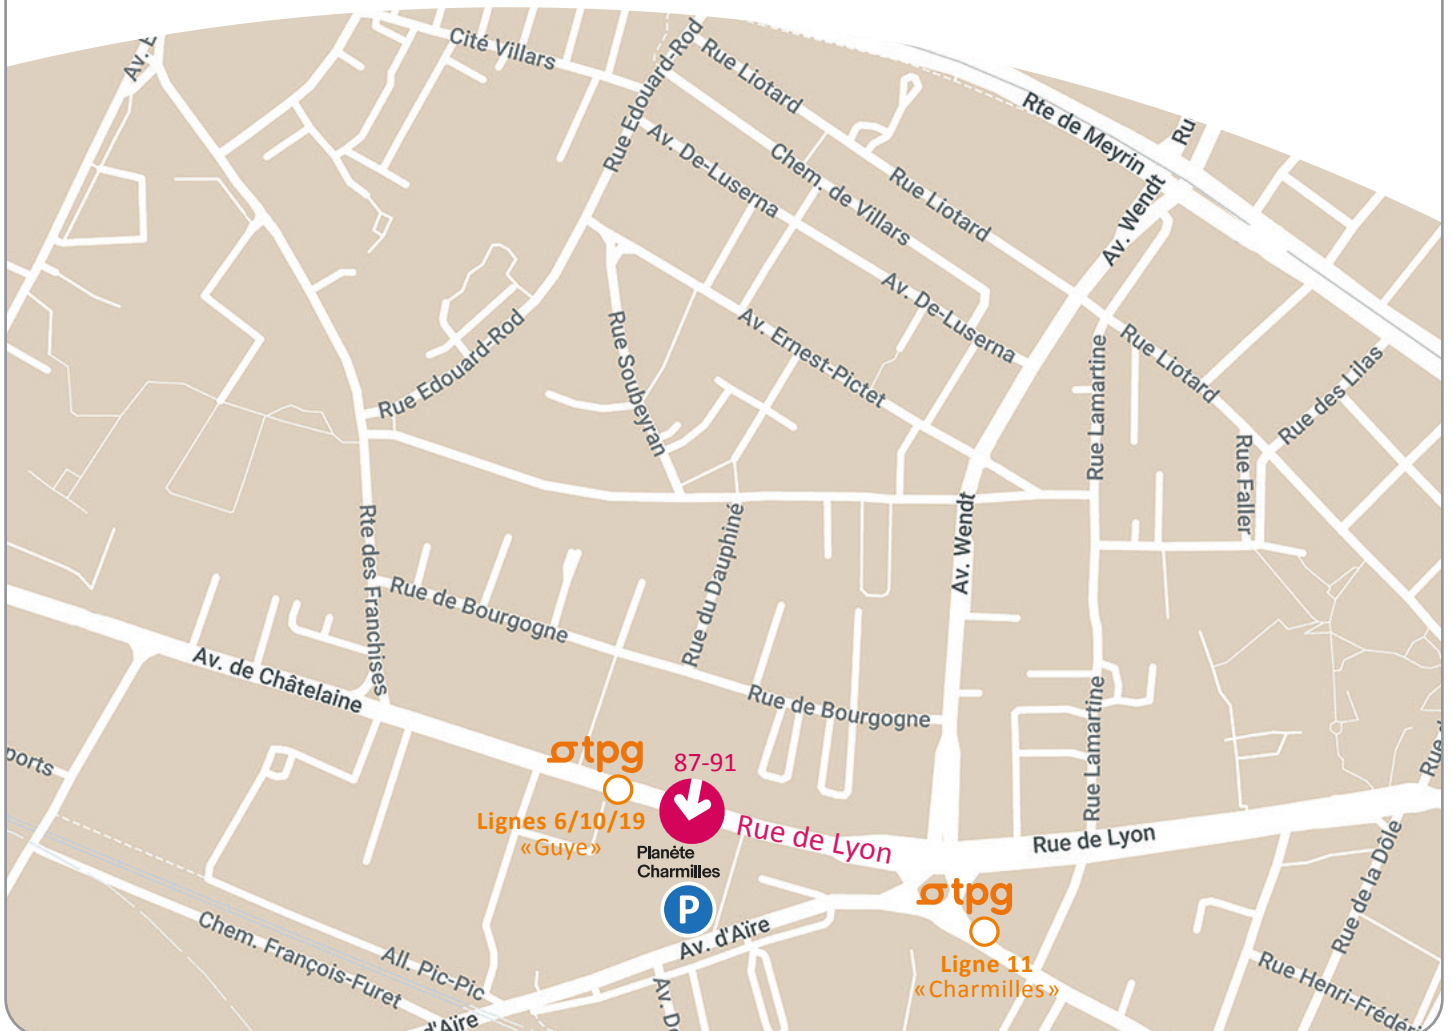 Cité Villars
Rue Edouard-Rod
Rue Liotard
Rte de Meyrin
Av. De-Luserna
Chem. de Villars
Rue Liotard
Av. Wendt
Av. De-Luserna
Rue Edouard-Rod
Rue Soubeyran
Av. Ernest-Pictet
Rue Lamartine
Rue Liotard
Rue des Lilas
Rue Faller
Rte des Franchises
Rue du Dauphiné
Av. Wendt
Rue de Bourgogne
Av. de Châtelaine
Rue de Bourgogne
Rue Lamartine
tpg
Lignes 6/10/19
«Guye»
87-91
Rue de Lyon
Planète
Charmilles
P
Rue de Lyon
Rue de la Dôle
tpg
Ligne 11
«Charmilles»
Av. d'Aïre
All. Pic-Pic
Chem. François-Furet
d'Aïre
ports
Rue Henri-Frédéri